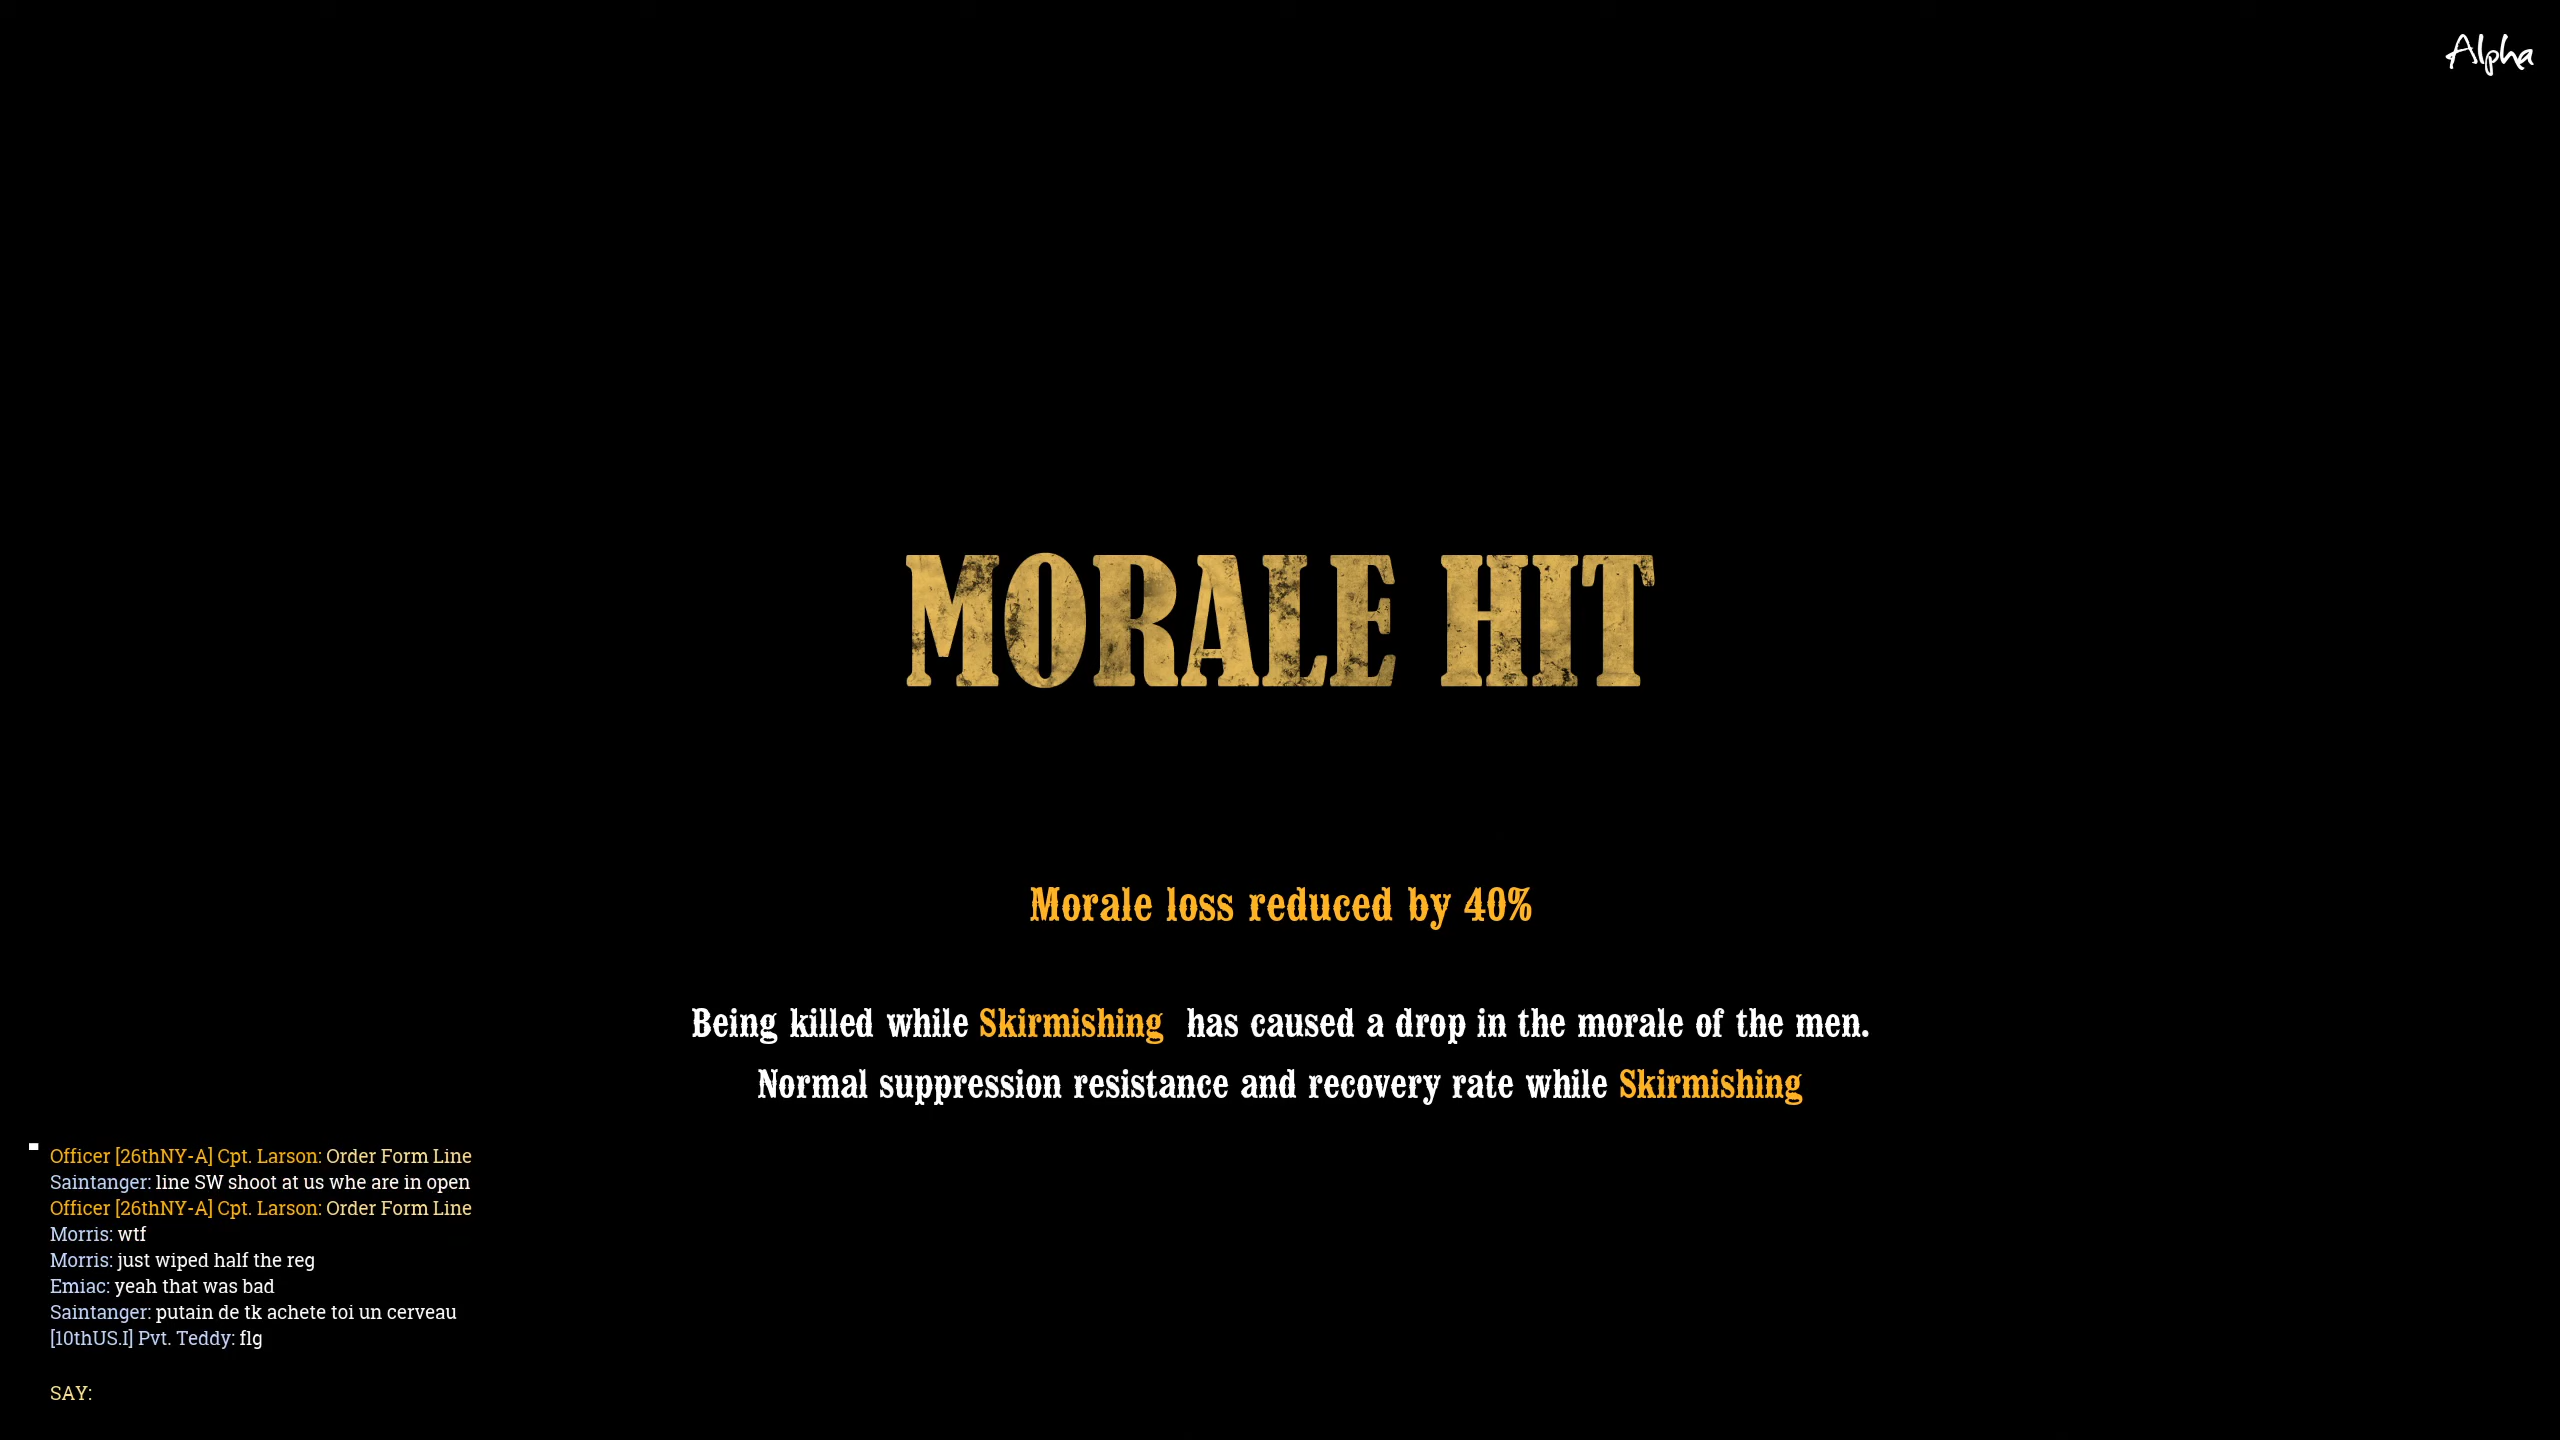 Alpha
MORALE HIT
Morale loss reduced by 40%
Being killed while Skirmishing has caused a drop in the morale of the men.
Normal suppression resistance and recovery rate while Skirmishing
Officer [26thNY-A] Cpt. Larson: Order Form Line
Saintanger: line SW shoot at us whe are in open
Officer [26thNY-A] Cpt. Larson: Order Form Line
Morris: wtf
Morris: just wiped half the reg
Emiac: yeah that was bad
Saintanger: putain de tk achete toi un cerveau
[10thUS.I] Pvt. Teddy: flg
SAY: